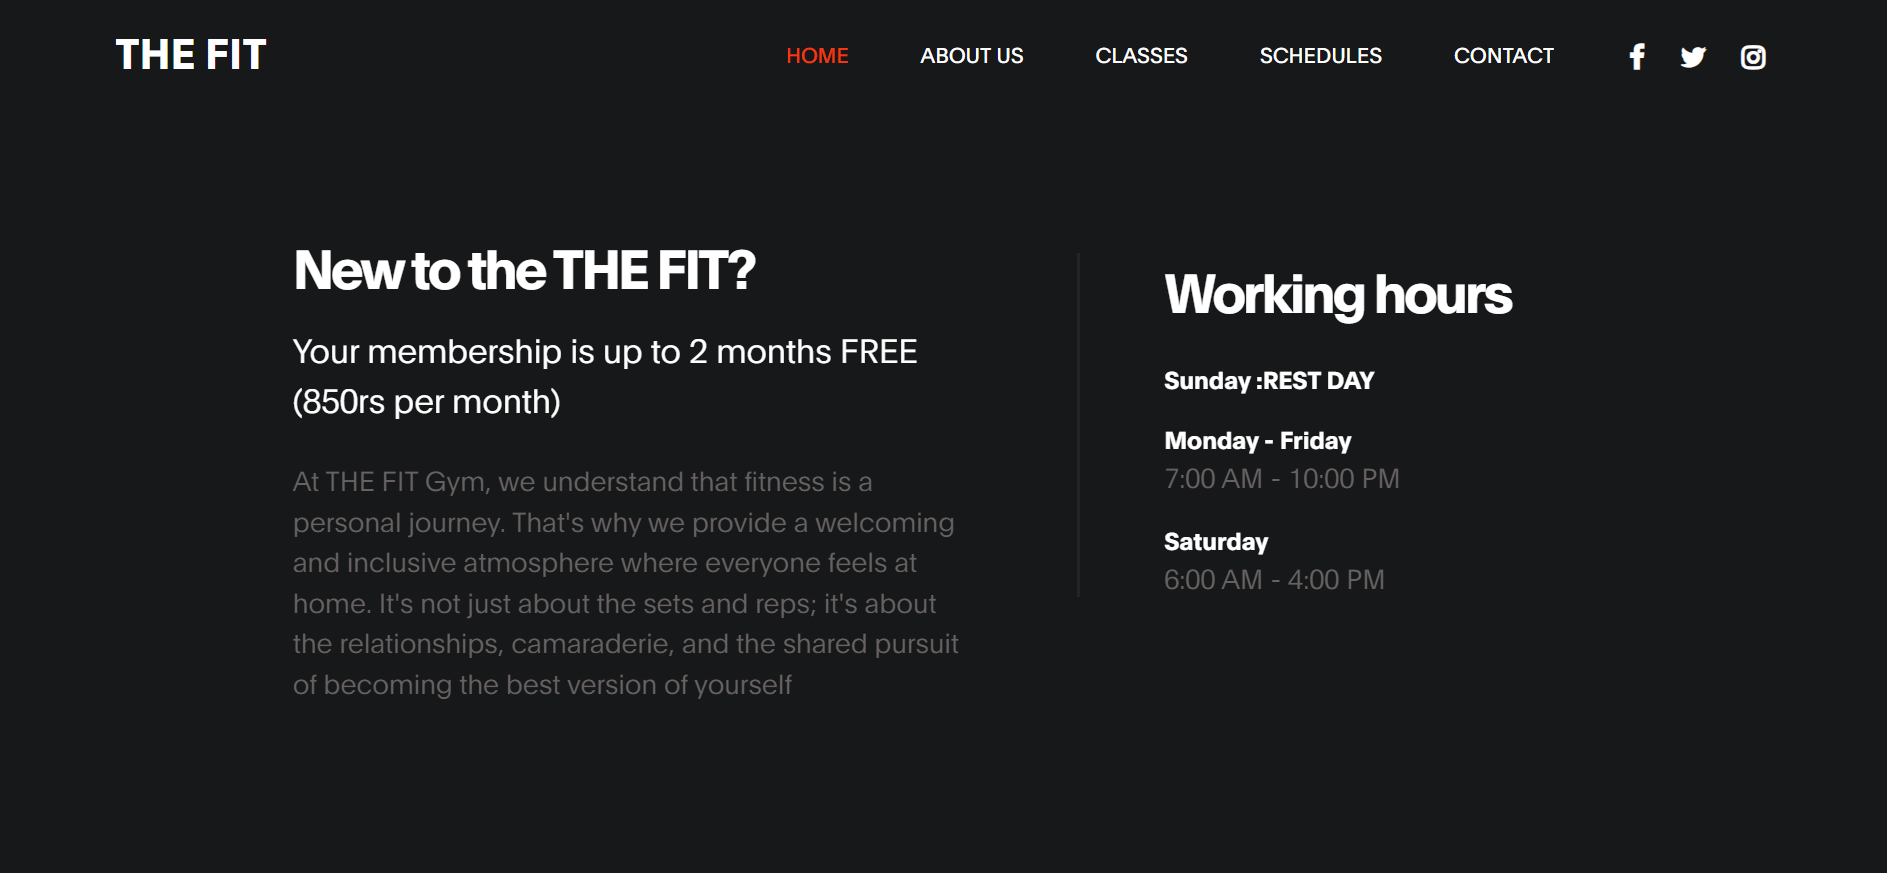 THE FIT
HOME ABOUT US CLASSES SCHEDULES CONTACT
New to the THE FIT?
Your membership is up to 2 months FREE
(850rs per month)
At THE FIT Gym, we understand that fitness is a
personal journey. That's why we provide a welcoming
and inclusive atmosphere where everyone feels at
home. It's not just about the sets and reps; it's about
the relationships, camaraderie, and the shared pursuit
of becoming the best version of yourself
Working hours
Sunday :REST DAY
Monday - Friday
7:00 AM - 10:00 PM
Saturday
6:00 AM - 4:00 PM